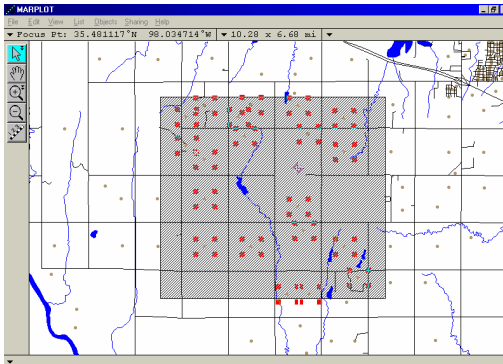 MARPLOT
File Edit View List Objects Sharing Help
Focus Pt: 35.481117°N 98.034714°W 10.28 x 6.68 mi